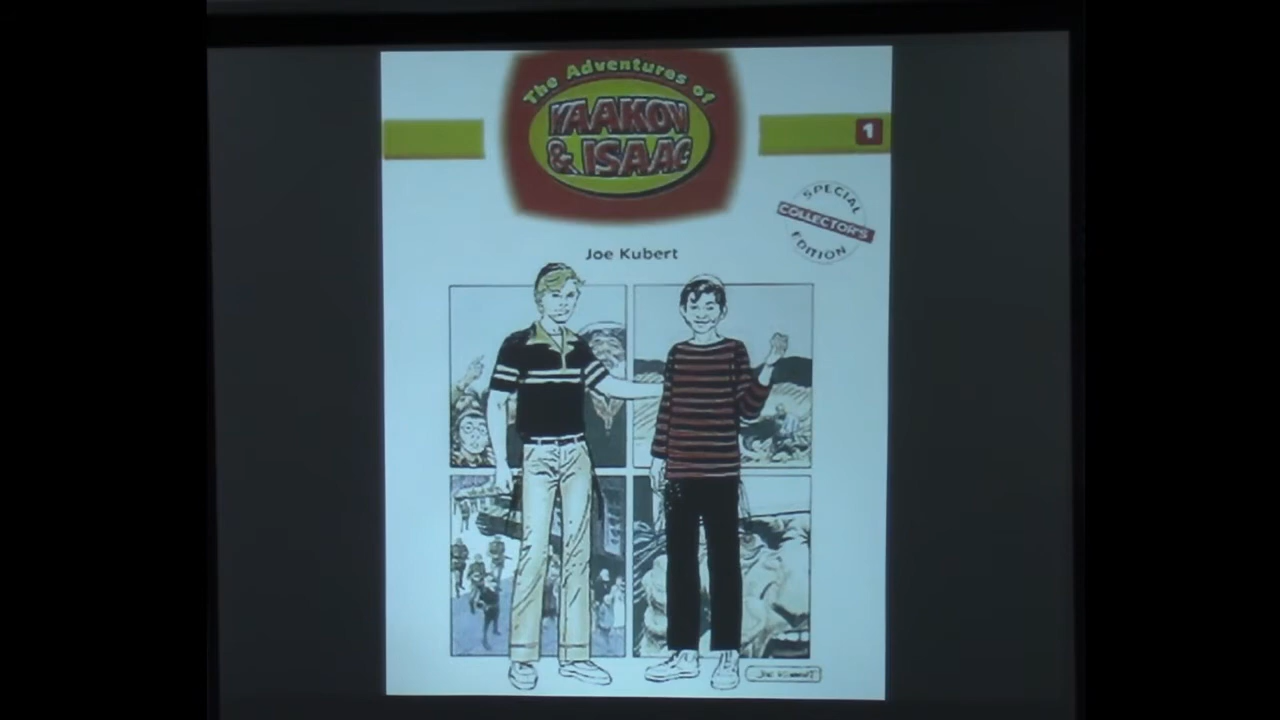 The Adventures of
YAAKOV
& ISAAC
1
SPECIAL
COLLECTOR'S
EDITION
Joe Kubert
JOE KUBERT